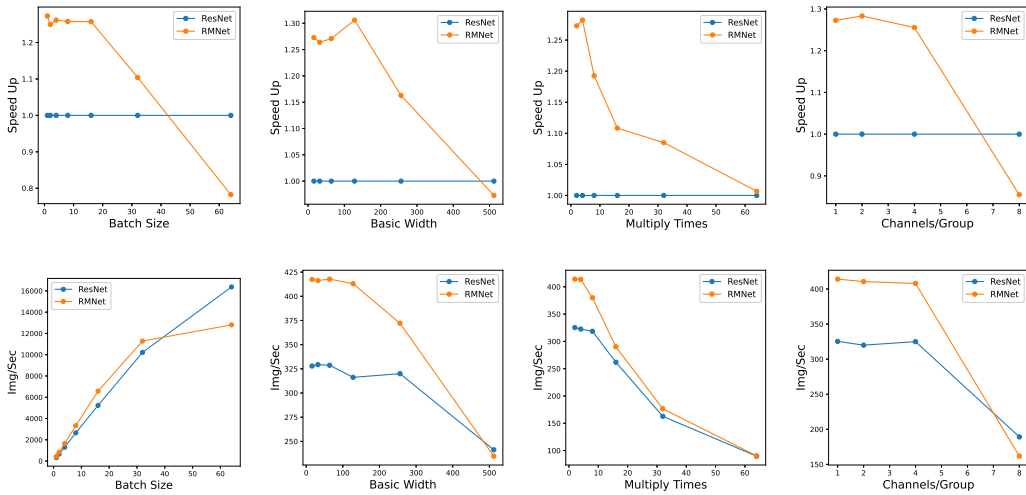 ResNet
RMNet
Speed Up
1.2
1.1
1.0
0.9
0.8
0 10 20 30 40 50 60
Batch Size
ResNet
RMNet
Speed Up
1.30
1.25
1.20
1.15
1.10
1.05
1.00
0 100 200 300 400 500
Basic Width
ResNet
RMNet
Speed Up
1.25
1.20
1.15
1.10
1.05
1.00
0 10 20 30 40 50 60
Multiply Times
ResNet
RMNet
Speed Up
1.3
1.2
1.1
1.0
0.9
1 2 3 4 5 6 7 8
Channels/Group
ResNet
RMNet
Img/Sec
16000
14000
12000
10000
8000
6000
4000
2000
0
0 10 20 30 40 50 60
Batch Size
ResNet
RMNet
Img/Sec
425
400
375
350
325
300
275
250
0 100 200 300 400 500
Basic Width
ResNet
RMNet
Img/Sec
400
350
300
250
200
150
100
0 10 20 30 40 50 60
Multiply Times
ResNet
RMNet
Img/Sec
400
350
300
250
200
150
1 2 3 4 5 6 7 8
Channels/Group